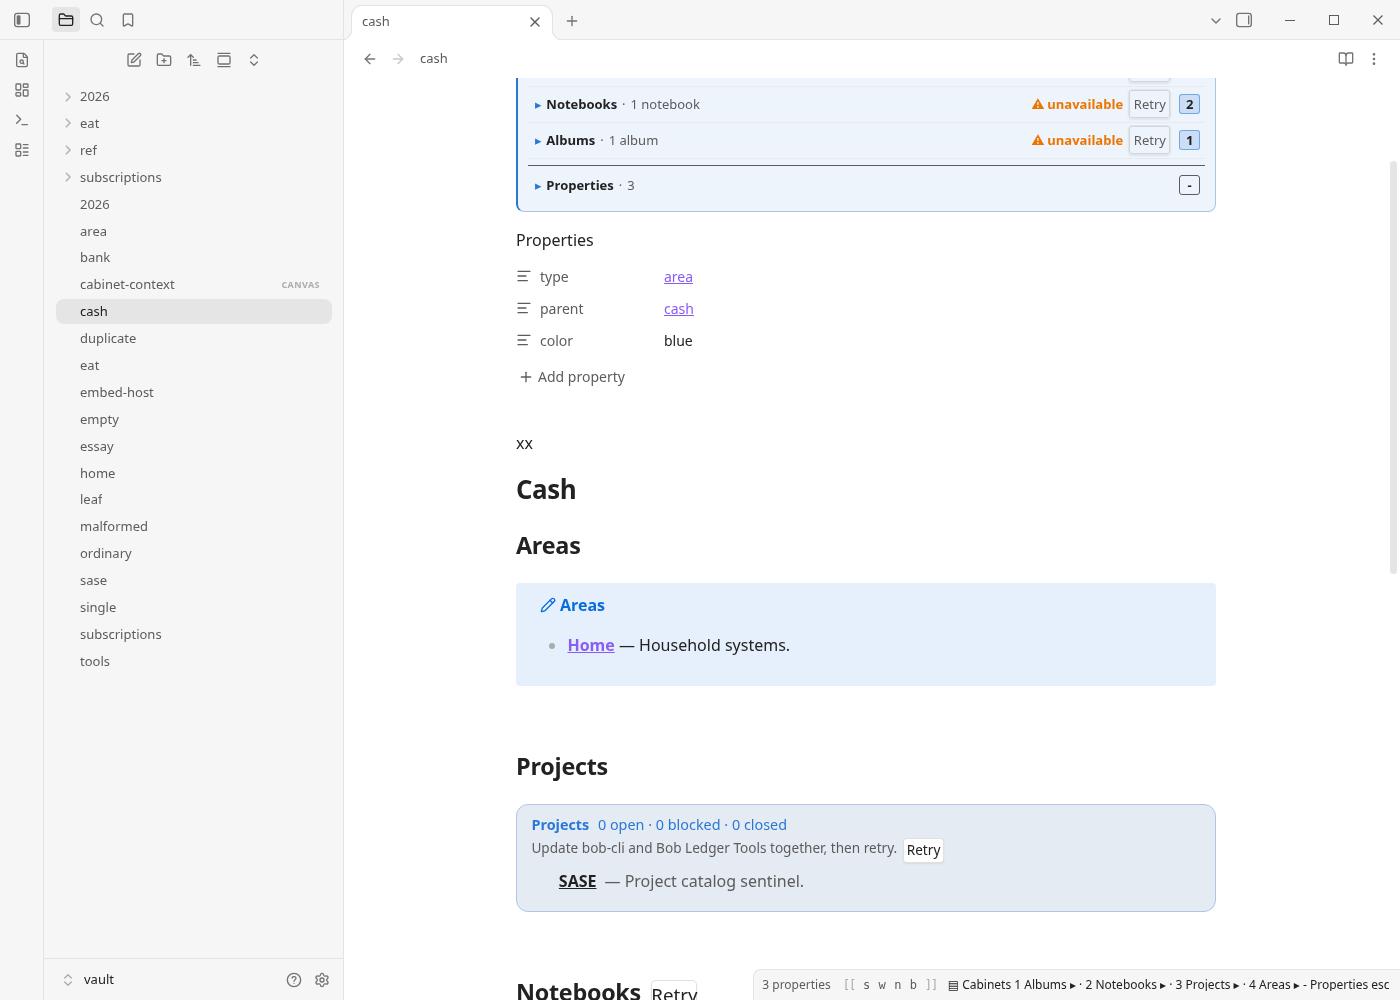 cash
cash
2026
eat
ref
subscriptions
2026
area
bank
cabinet-context CANVAS
cash
duplicate
eat
embed-host
empty
essay
home
leaf
malformed
ordinary
sase
single
subscriptions
tools
vault
▸ Notebooks · 1 notebook ⚠ unavailable Retry 2
▸ Albums · 1 album ⚠ unavailable Retry 1
▸ Properties · 3 -
Properties
type area
parent cash
color blue
+ Add property
xx
Cash
Areas
Areas
• Home — Household systems.
Projects
Projects 0 open · 0 blocked · 0 closed
Update bob-cli and Bob Ledger Tools together, then retry. Retry
SASE — Project catalog sentinel.
Notebooks Retry
3 properties [[ s w n b ]] ▤ Cabinets 1 Albums ▸ · 2 Notebooks ▸ · 3 Projects ▸ · 4 Areas ▸ - Properties esc